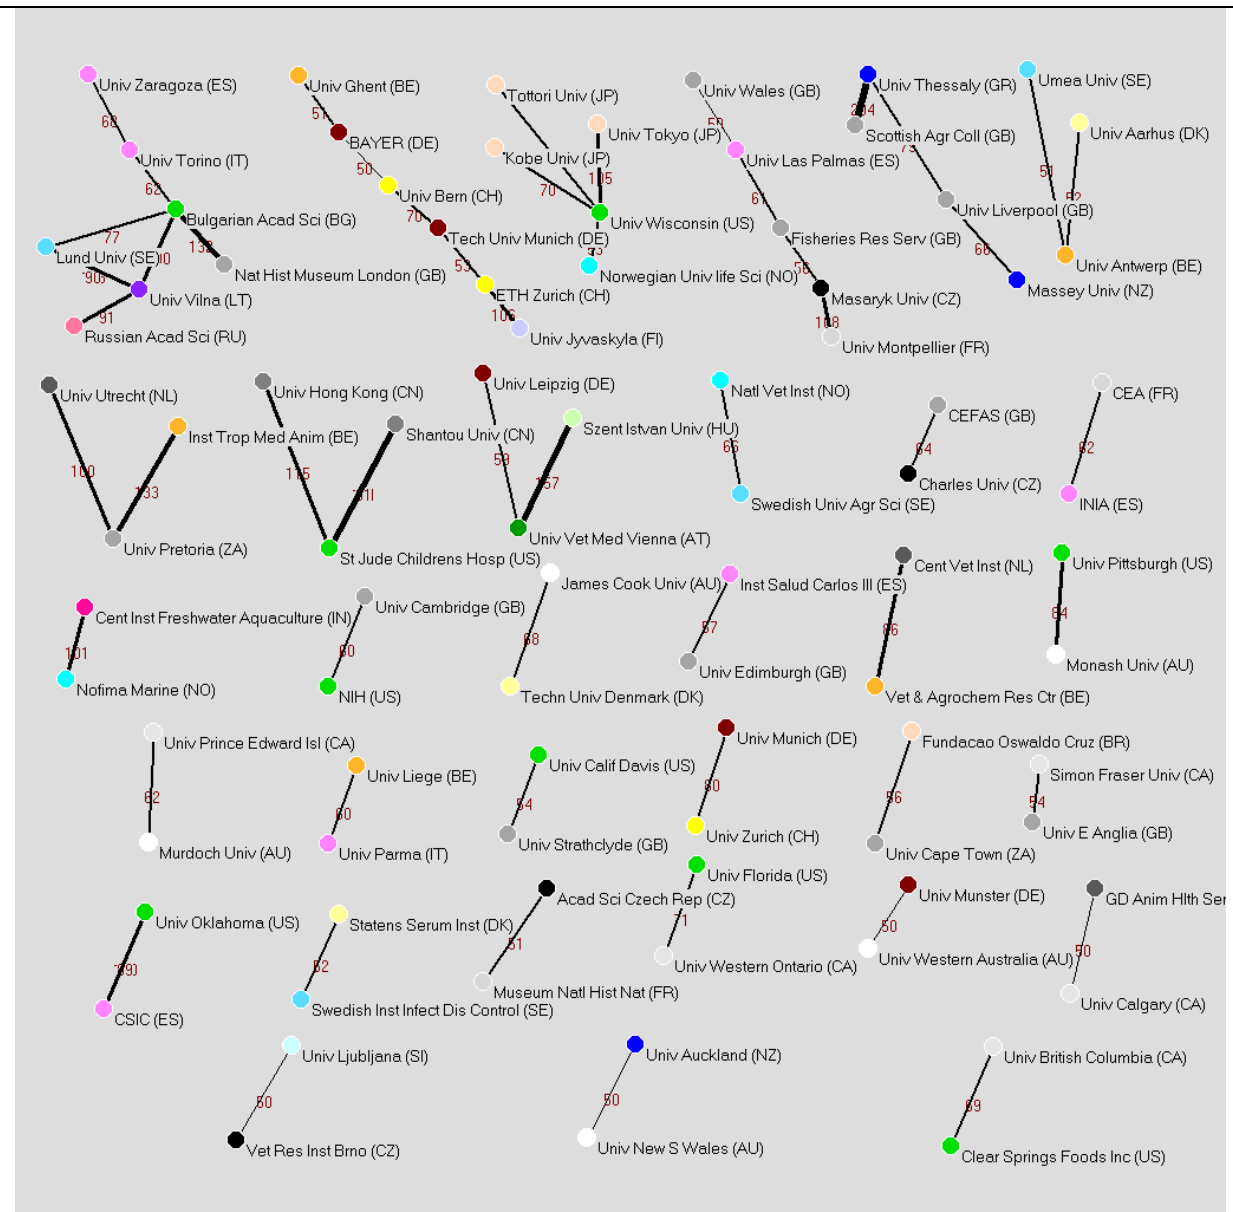 Univ Zaragoza (ES)
Univ Ghent (BE)
Tottori Univ (JP)
Univ Wales (GB)
Univ Thessaly (GR)
Umea Univ (SE)
68
51
204
BAYER (DE)
Univ Tokyo (JP)
Scottish Agr Coll (GB)
Univ Aarhus (DK)
Univ Torino (IT)
Kobe Univ (JP)
Univ Las Palmas (ES)
62
50
70
105
51
Univ Bern (CH)
61
Univ Liverpool (GB)
52
Bulgarian Acad Sci (BG)
70
Univ Wisconsin (US)
77
132
Tech Univ Munich (DE)
Fisheries Res Serv (GB)
66
Lund Univ (SE)
Nat Hist Museum London (GB)
53
Norwegian Univ life Sci (NO)
56
Univ Antwerp (BE)
Univ Vilna (LT)
ETH Zurich (CH)
Masaryk Univ (CZ)
Massey Univ (NZ)
91
106
108
Russian Acad Sci (RU)
Univ Jyvaskyla (FI)
Univ Montpellier (FR)
Univ Utrecht (NL)
Univ Hong Kong (CN)
Univ Leipzig (DE)
Natl Vet Inst (NO)
CEFAS (GB)
CEA (FR)
Inst Trop Med Anim (BE)
Shantou Univ (CN)
Szent Istvan Univ (HU)
66
64
62
100
133
115
59
157
Swedish Univ Agr Sci (SE)
Charles Univ (CZ)
INIA (ES)
Univ Pretoria (ZA)
St Jude Childrens Hosp (US)
Univ Vet Med Vienna (AT)
James Cook Univ (AU)
Inst Salud Carlos III (ES)
Cent Vet Inst (NL)
Univ Pittsburgh (US)
Cent Inst Freshwater Aquaculture (IN)
Univ Cambridge (GB)
101
60
68
57
86
84
Nofima Marine (NO)
NIH (US)
Techn Univ Denmark (DK)
Univ Edimburgh (GB)
Vet & Agrochem Res Ctr (BE)
Monash Univ (AU)
Univ Prince Edward Isl (CA)
Univ Liege (BE)
Univ Calif Davis (US)
Univ Munich (DE)
Fundacao Oswaldo Cruz (BR)
Simon Fraser Univ (CA)
62
60
54
80
56
54
Murdoch Univ (AU)
Univ Parma (IT)
Univ Strathclyde (GB)
Univ Zurich (CH)
Univ Cape Town (ZA)
Univ E Anglia (GB)
Univ Oklahoma (US)
Statens Serum Inst (DK)
Acad Sci Czech Rep (CZ)
Univ Florida (US)
Univ Munster (DE)
GD Anim Hlth Ser
52
51
71
50
50
CSIC (ES)
Swedish Inst Infect Dis Control (SE)
Museum Natl Hist Nat (FR)
Univ Western Ontario (CA)
Univ Western Australia (AU)
Univ Calgary (CA)
Univ Ljubljana (SI)
Univ Auckland (NZ)
Univ British Columbia (CA)
50
50
69
Vet Res Inst Brno (CZ)
Univ New S Wales (AU)
Clear Springs Foods Inc (US)